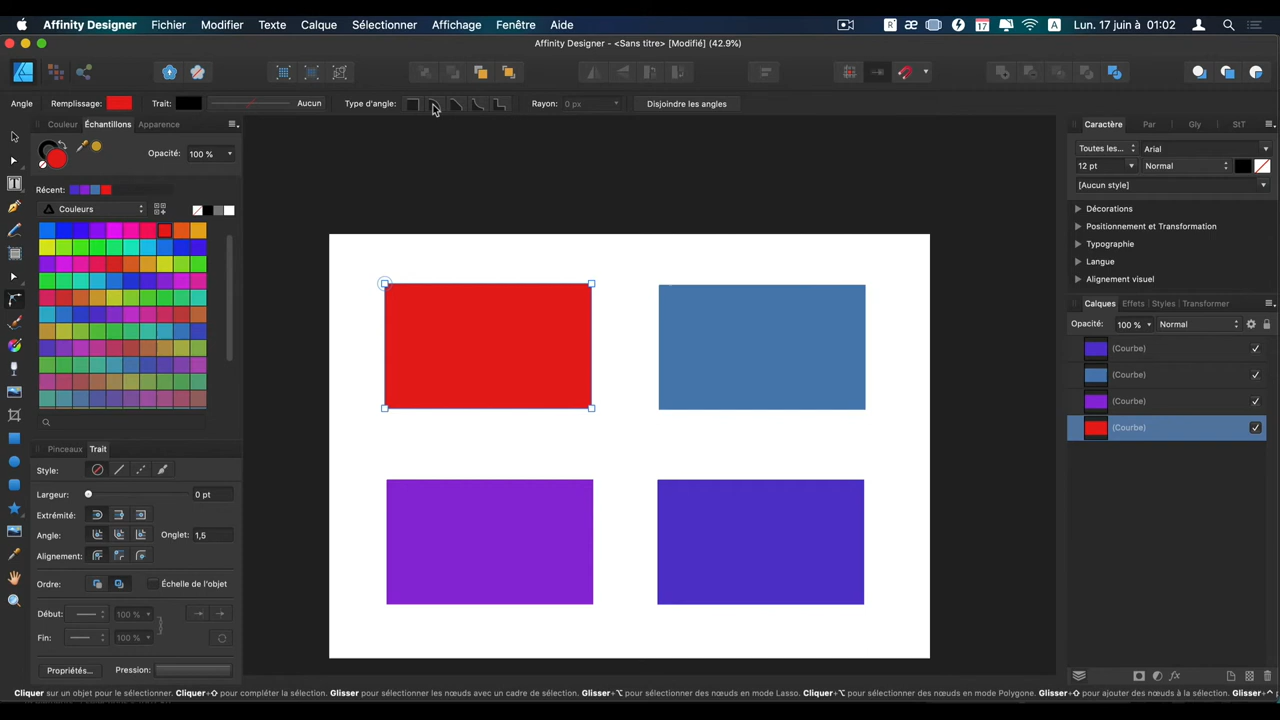 Affinity Designer Fichier Modifier Texte Calque Sélectionner Affichage Fenêtre Aide
17 A Lun. 17 juin à 01:02
Affinity Designer - <Sans titre> [Modifié] (42.9%)
Angle Remplissage: Trait: Aucun Type d'angle: Rayon: 0 px Disjoindre les angles
Couleur Échantillons Apparence
Opacité: 100 %
Récent:
Couleurs
Pinceaux Trait
Style:
Largeur: 0 pt
Extrémité:
Angle: Onglet: 1,5
Alignement:
Ordre: Échelle de l'objet
Début: 100 %
Fin: 100 %
Propriétés... Pression:
Caractère Par Gly StT
Toutes les... Arial
12 pt Normal
[Aucun style]
Décorations
Positionnement et Transformation
Typographie
Langue
Alignement visuel
Calques Effets Styles Transformer
Opacité: 100 % Normal
(Courbe)
(Courbe)
(Courbe)
(Courbe)
fx
Cliquer sur un objet pour le sélectionner. Cliquer+⇧ pour compléter la sélection. Glisser pour sélectionner les nœuds avec un cadre de sélection. Glisser+⌥ pour sélectionner des nœuds en mode Lasso. Cliquer+⌥ pour sélectionner des nœuds en mode Polygone. Glisser+⇧ pour ajouter des nœuds à la sélection. Glisser+⌃